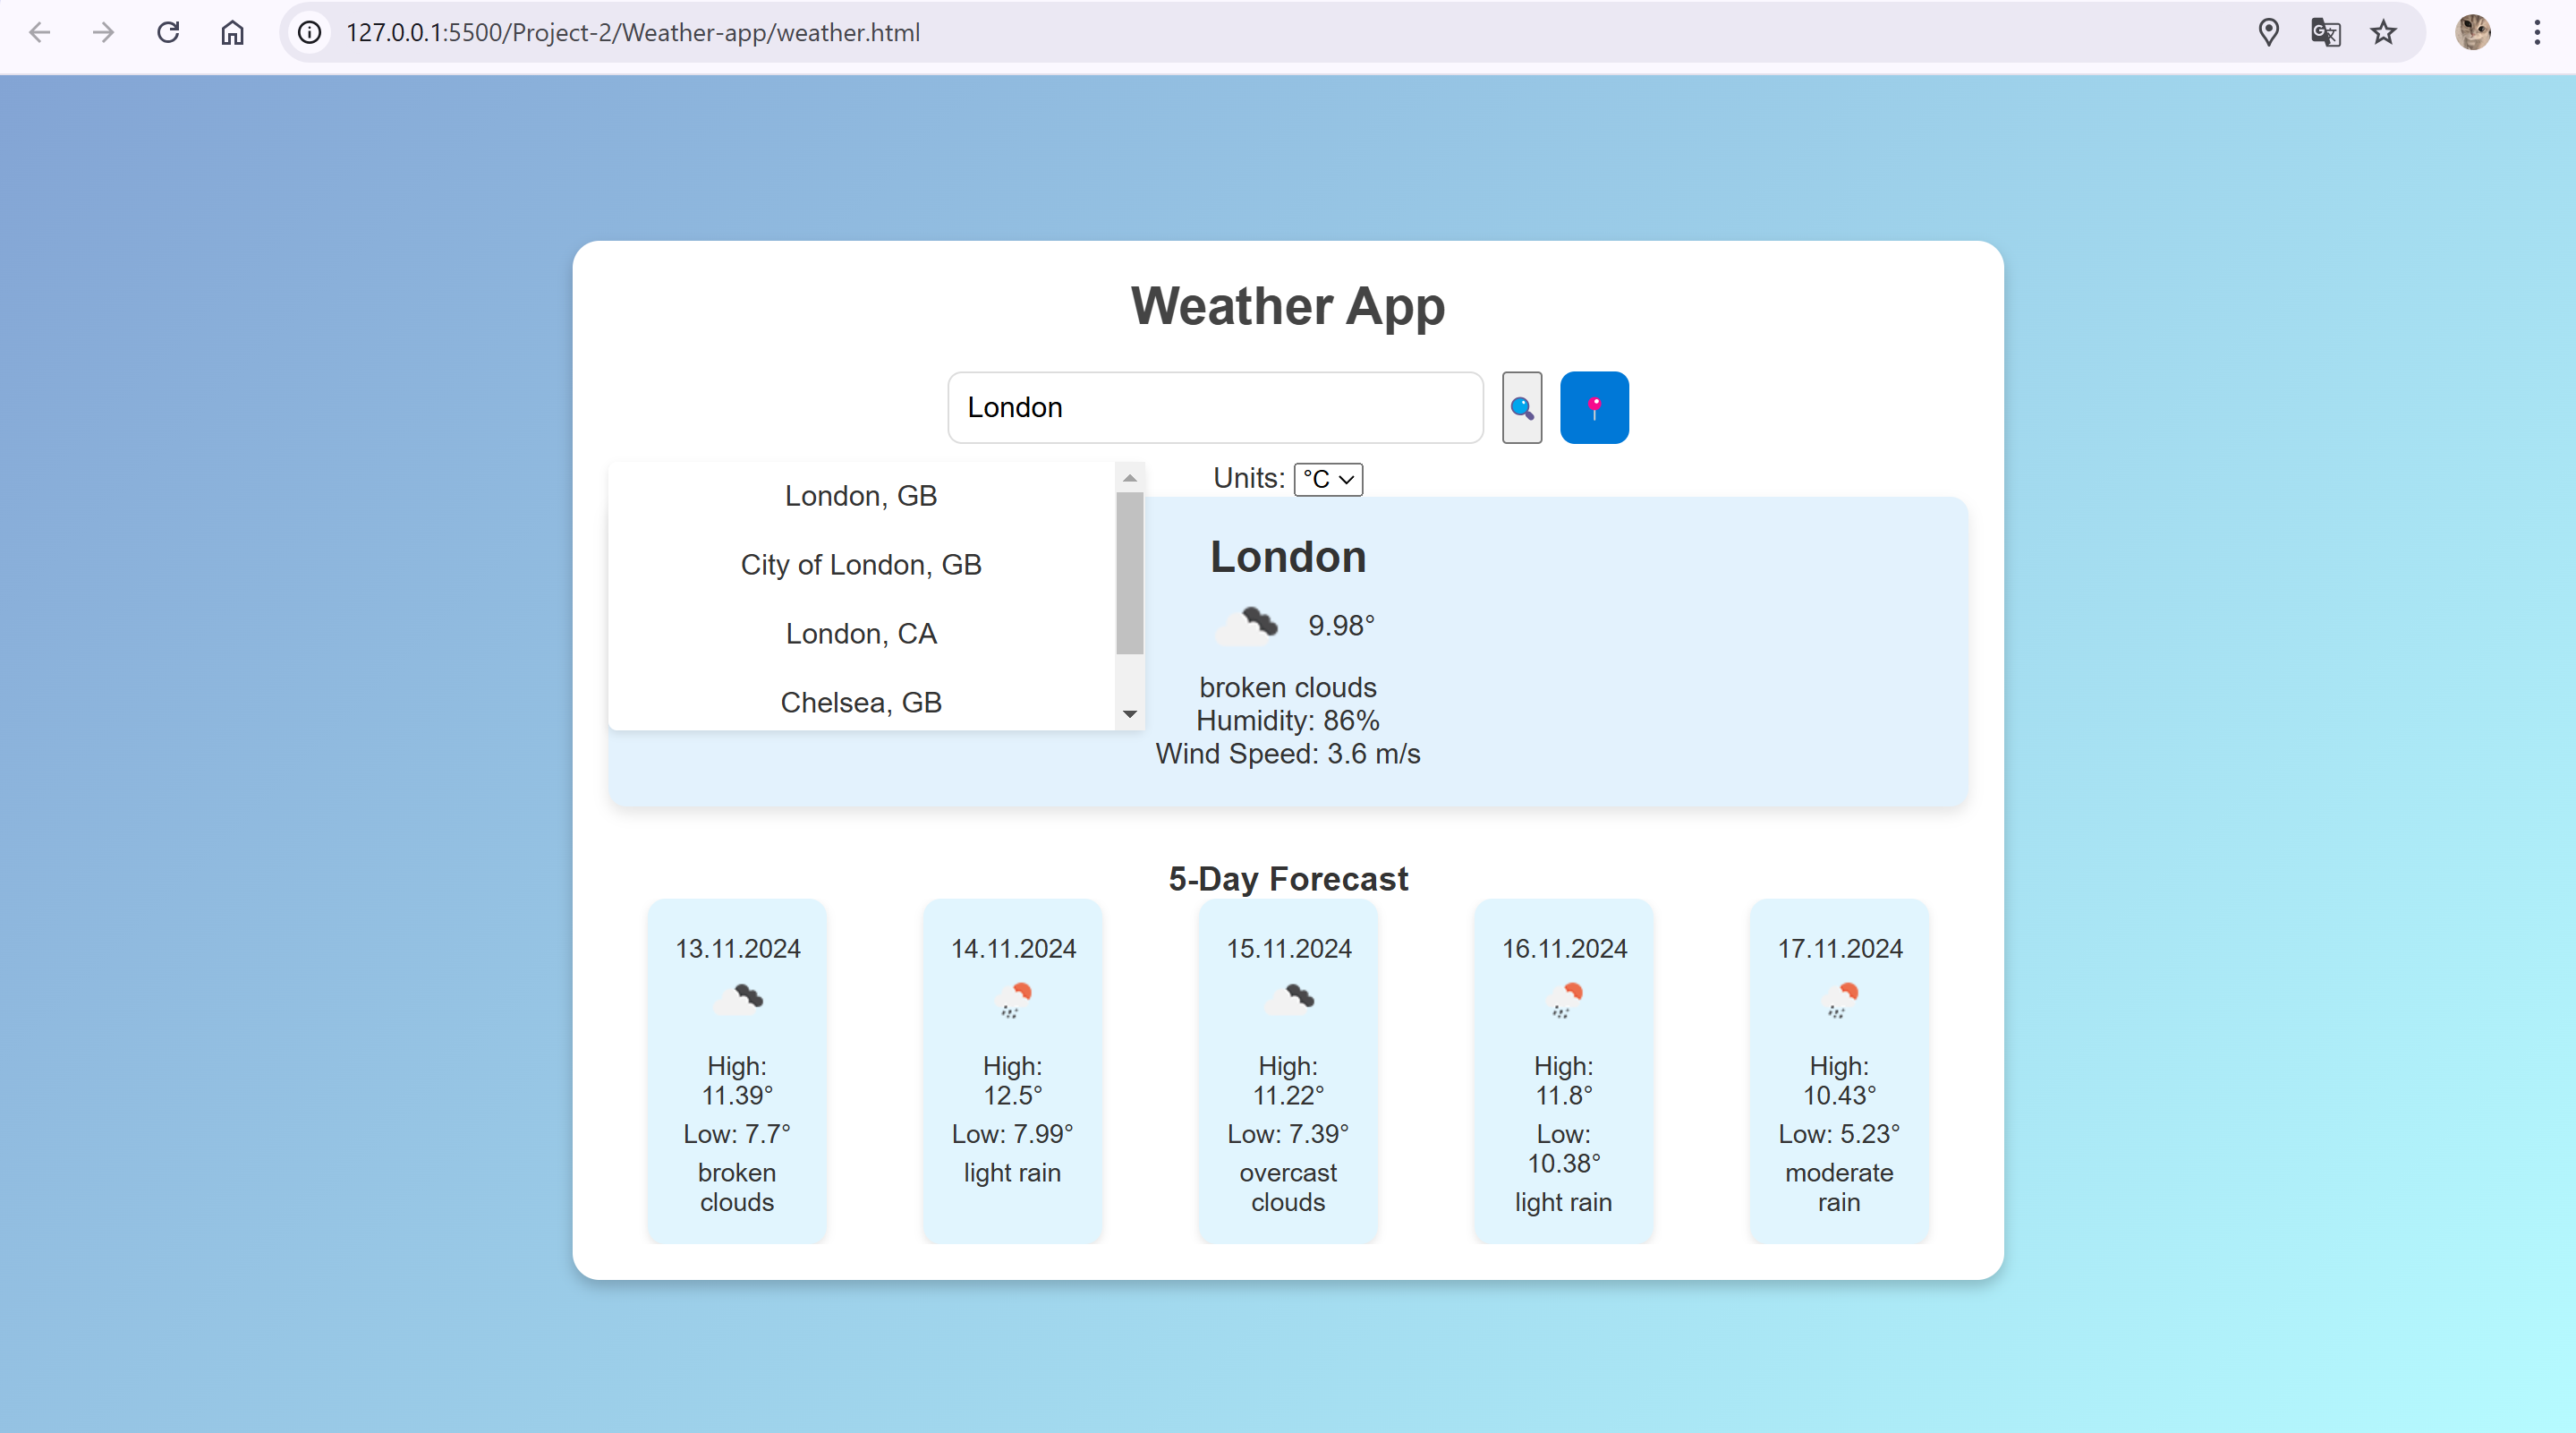 127.0.0.1:5500/Project-2/Weather-app/weather.html
Weather App
London
Units: °C
London, GB
City of London, GB
London, CA
Chelsea, GB
London
9.98°
broken clouds
Humidity: 86%
Wind Speed: 3.6 m/s
5-Day Forecast
13.11.2024
High:
11.39°
Low: 7.7°
broken
clouds
14.11.2024
High:
12.5°
Low: 7.99°
light rain
15.11.2024
High:
11.22°
Low: 7.39°
overcast
clouds
16.11.2024
High:
11.8°
Low:
10.38°
light rain
17.11.2024
High:
10.43°
Low: 5.23°
moderate
rain